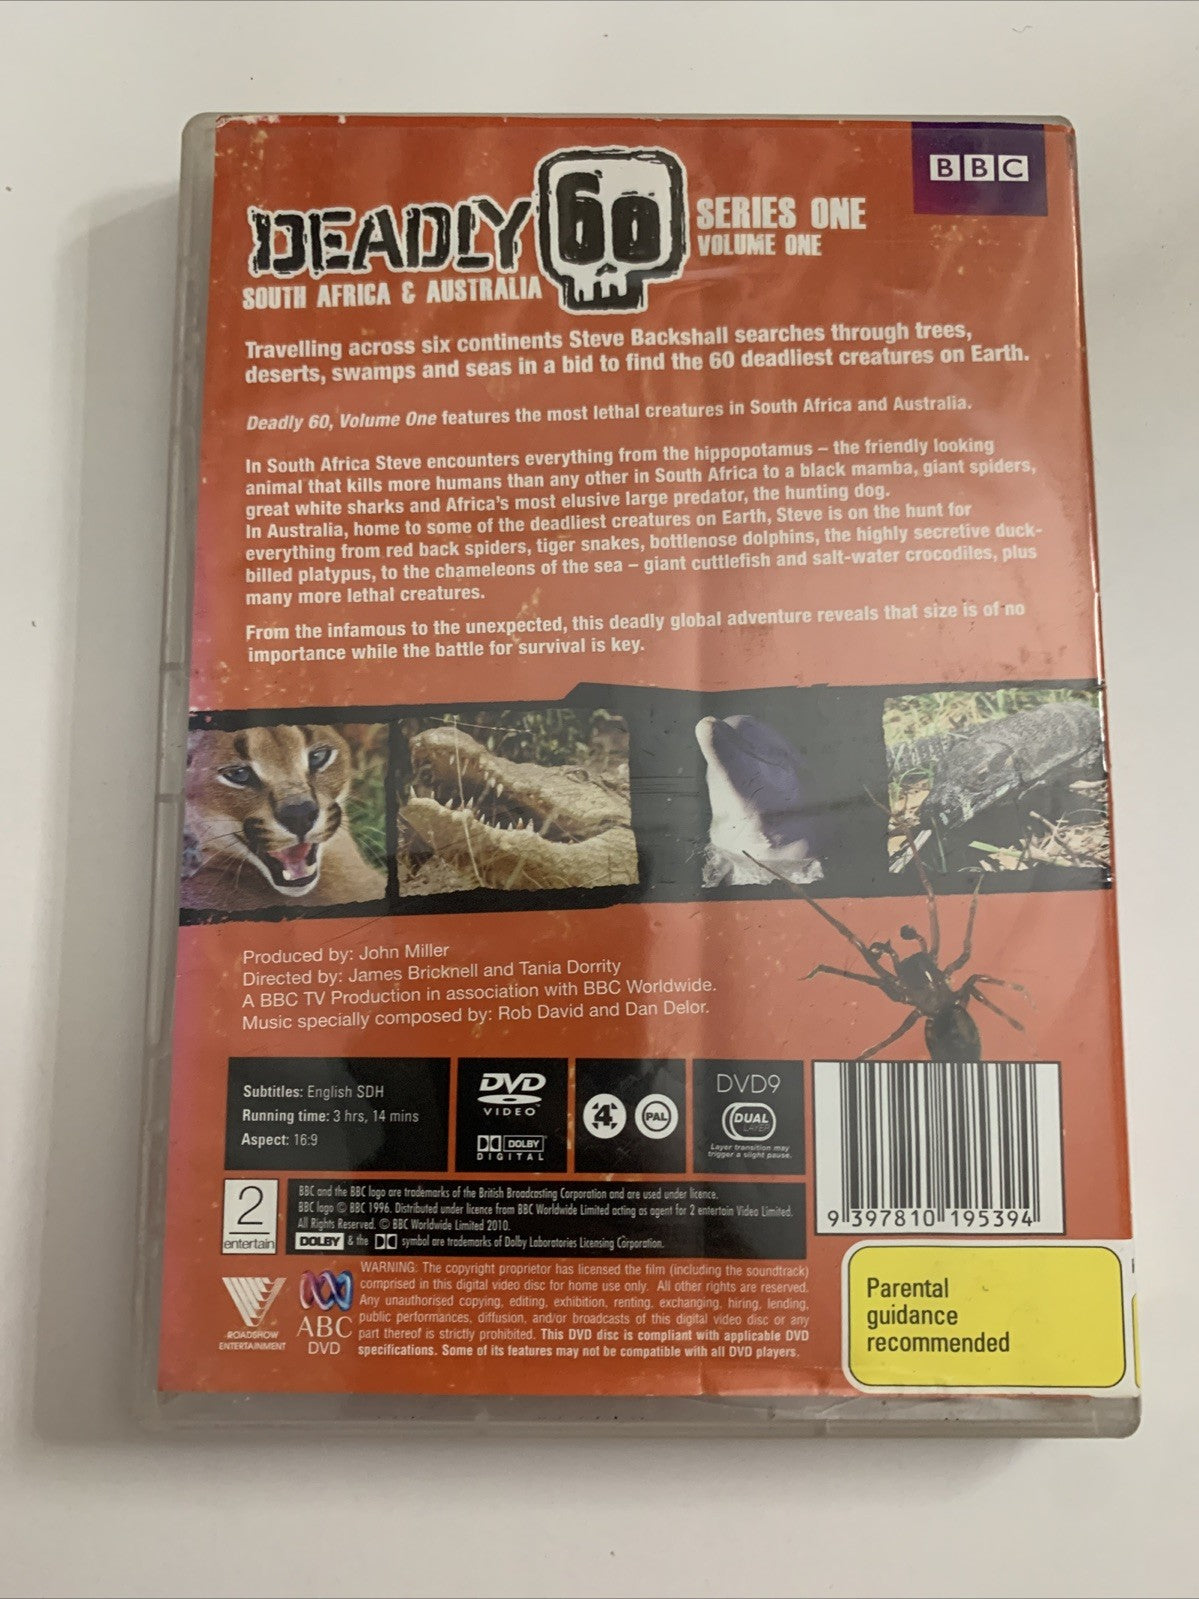 BBC
DEADLY 60
SERIES ONE
VOLUME ONE
SOUTH AFRICA & AUSTRALIA
Travelling across six continents Steve Backshall searches through trees,
deserts, swamps and seas in a bid to find the 60 deadliest creatures on Earth.
Deadly 60, Volume One features the most lethal creatures in South Africa and Australia.
In South Africa Steve encounters everything from the hippopotamus – the friendly looking
animal that kills more humans than any other in South Africa to a black mamba, giant spiders,
great white sharks and Africa's most elusive large predator, the hunting dog.
In Australia, home to some of the deadliest creatures on Earth, Steve is on the hunt for
everything from red back spiders, tiger snakes, bottlenose dolphins, the highly secretive duck-
billed platypus, to the chameleons of the sea – giant cuttlefish and salt-water crocodiles, plus
many more lethal creatures.
From the infamous to the unexpected, this deadly global adventure reveals that size is of no
importance while the battle for survival is key.
Produced by: John Miller
Directed by: James Bricknell and Tania Dorrity
A BBC TV Production in association with BBC Worldwide.
Music specially composed by: Rob David and Dan Delor.
Subtitles: English SDH
Running time: 3 hrs, 14 mins
Aspect: 16:9
DVD
VIDEO
DOLBY
DIGITAL
4
PAL
DVD9
DUAL
LAYER
Layer transition may
trigger a slight pause.
9 397810 195394
2
entertain
BBC and the BBC logo are trademarks of the British Broadcasting Corporation and are used under licence.
BBC logo © BBC 1996. Distributed under licence from BBC Worldwide Limited acting as agent for 2 entertain Video Limited.
All Rights Reserved. © BBC Worldwide Limited 2010.
DOLBY & the symbol are trademarks of Dolby Laboratories Licensing Corporation.
ROADSHOW
ENTERTAINMENT
ABC
DVD
WARNING: The copyright proprietor has licensed the film (including the soundtrack)
comprised in this digital video disc for home use only. All other rights are reserved.
Any unauthorised copying, editing, exhibition, renting, exchanging, hiring, lending,
public performances, diffusion, and/or broadcasts of this digital video disc or any
part thereof is strictly prohibited. This DVD disc is compliant with applicable DVD
specifications. Some of its features may not be compatible with all DVD players.
Parental
guidance
recommended